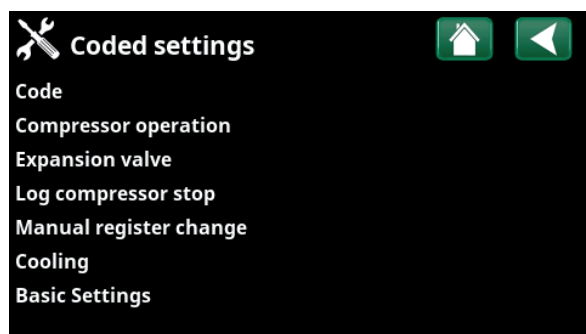 Coded settings
Code
Compressor operation
Expansion valve
Log compressor stop
Manual register change
Cooling
Basic Settings